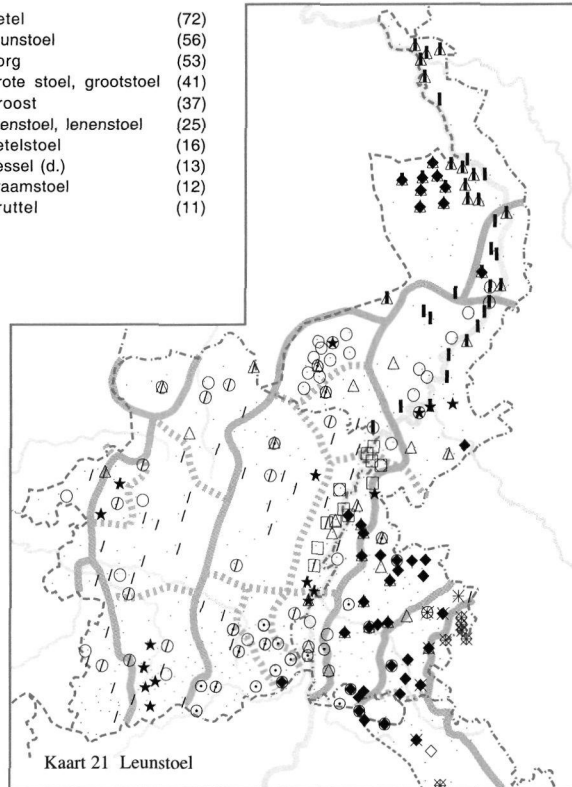 etel (72)
unstoel (56)
org (53)
rote stoel, grootstoel (41)
roost (37)
enstoel, lenenstoel (25)
etelstoel (16)
essel (d.) (13)
raamstoel (12)
ruttel (11)
Kaart 21 Leunstoel